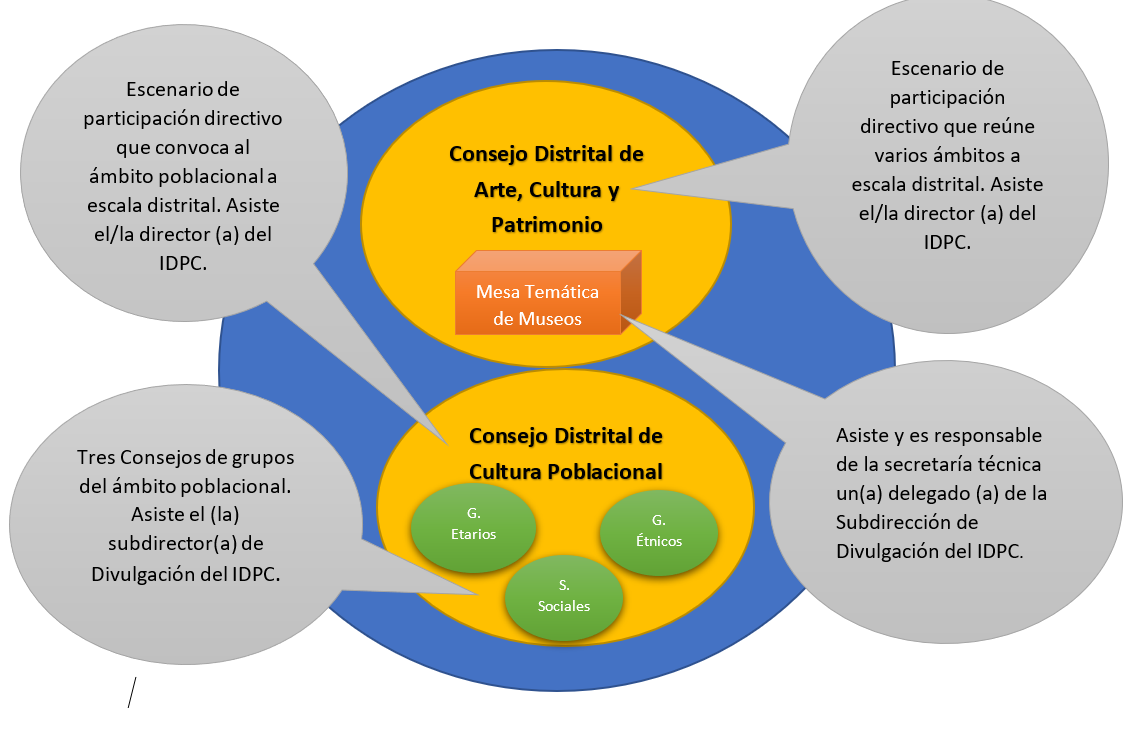 Escenario de
participación directivo
que convoca al
ámbito poblacional a
escala distrital. Asiste
el/la director (a) del
IDPC.
Consejo Distrital de
Arte, Cultura y
Patrimonio
Mesa Temática
de Museos
Escenario de
participación
directivo que reúne
varios ámbitos a
escala distrital. Asiste
el/la director (a) del
IDPC.
Tres Consejos de grupos
del ámbito poblacional.
Asiste el (la)
subdirector(a) de
Divulgación del IDPC.
Consejo Distrital de
Cultura Poblacional
G.
Etarios
G.
Étnicos
S.
Sociales
Asiste y es responsable
de la secretaría técnica
un(a) delegado (a) de la
Subdirección de
Divulgación del IDPC.